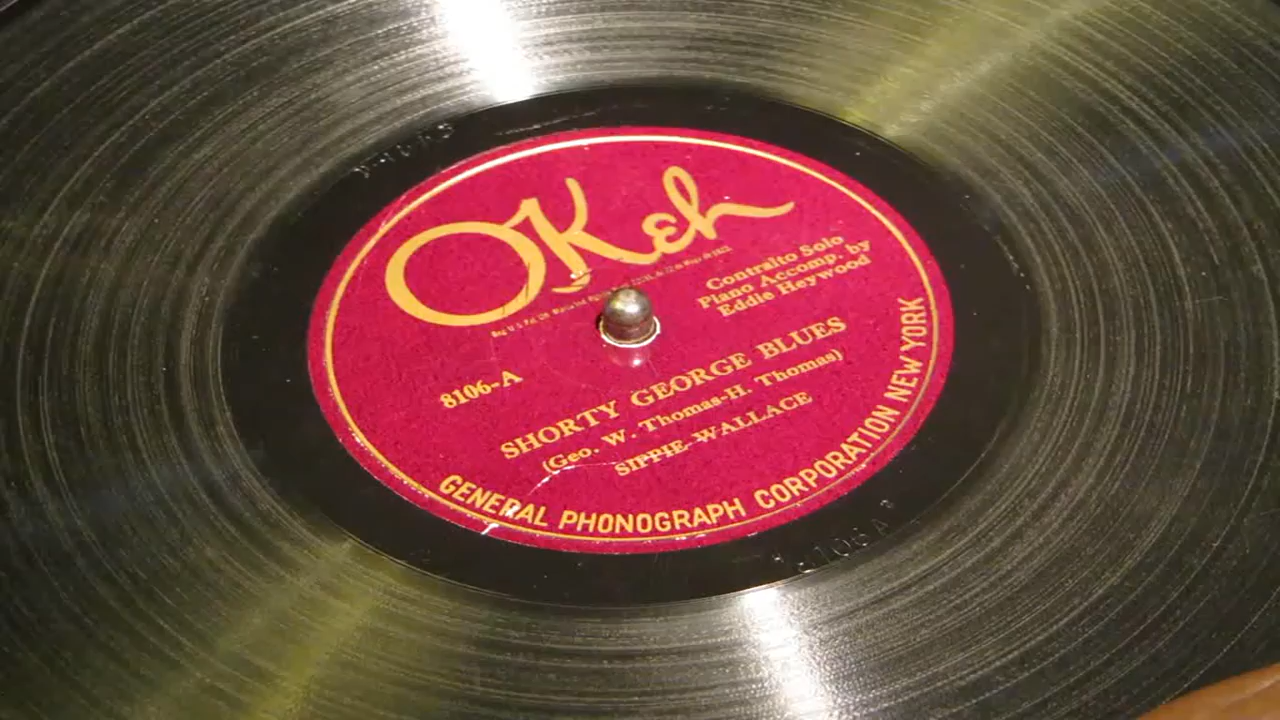 OKeh
Contralto Solo
Piano Accomp. by
Eddie Heywood
8106-A
SHORTY GEORGE BLUES
(Geo. W. Thomas-H. Thomas)
SIPPIE WALLACE
GENERAL PHONOGRAPH CORPORATION NEW YORK